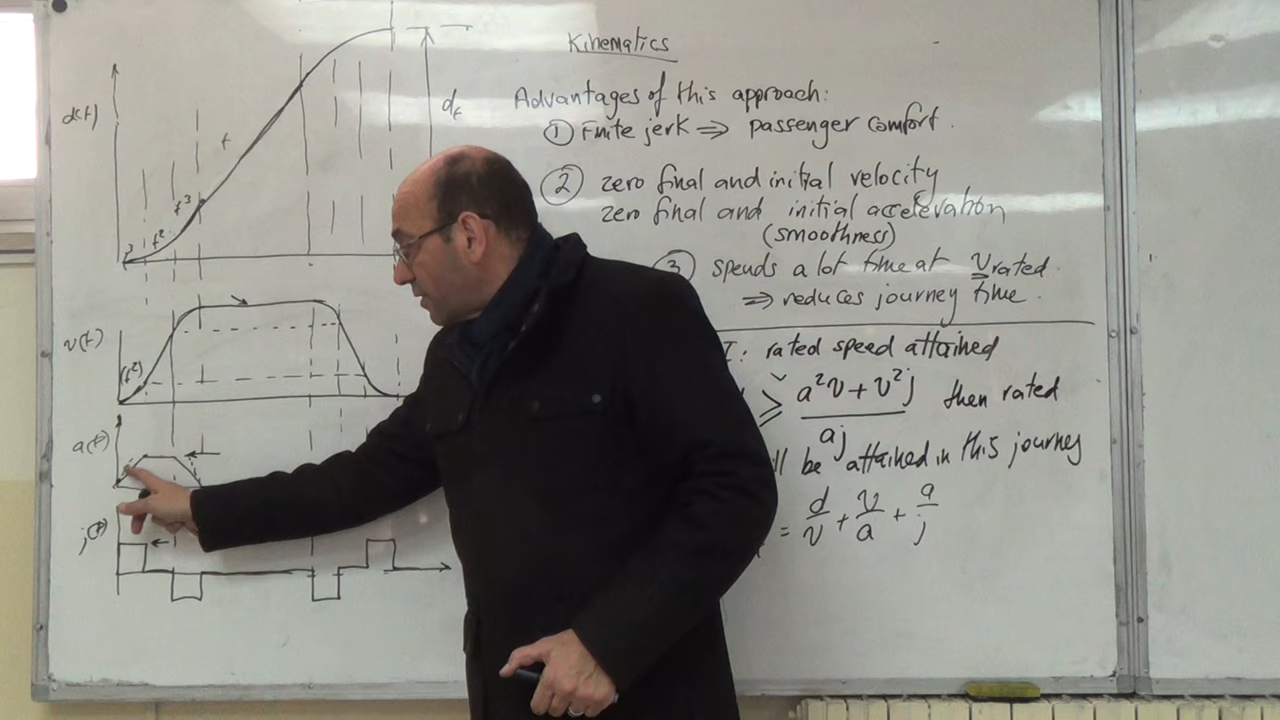 Kinematics
Advantages of this approach:
① Finite jerk ⇒ passenger comfort.
② zero final and initial velocity
zero final and initial acceleration
(smoothness)
3 spends a lot time at Vrated.
⇒ reduces journey time.
I: rated speed attained
≥ a²v + v²j / aj then rated
ll be attained in this journey
= d/v + v/a + a/j
d(t)
t
t³
t²
df
v(t)
(t²)
a(t)
j(t)